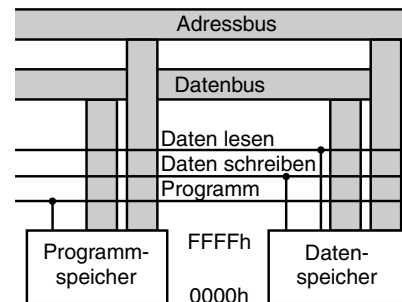 Adressbus
Datenbus
Daten lesen
Daten schreiben
Programm
Programm-
speicher
FFFFh
0000h
Daten-
speicher